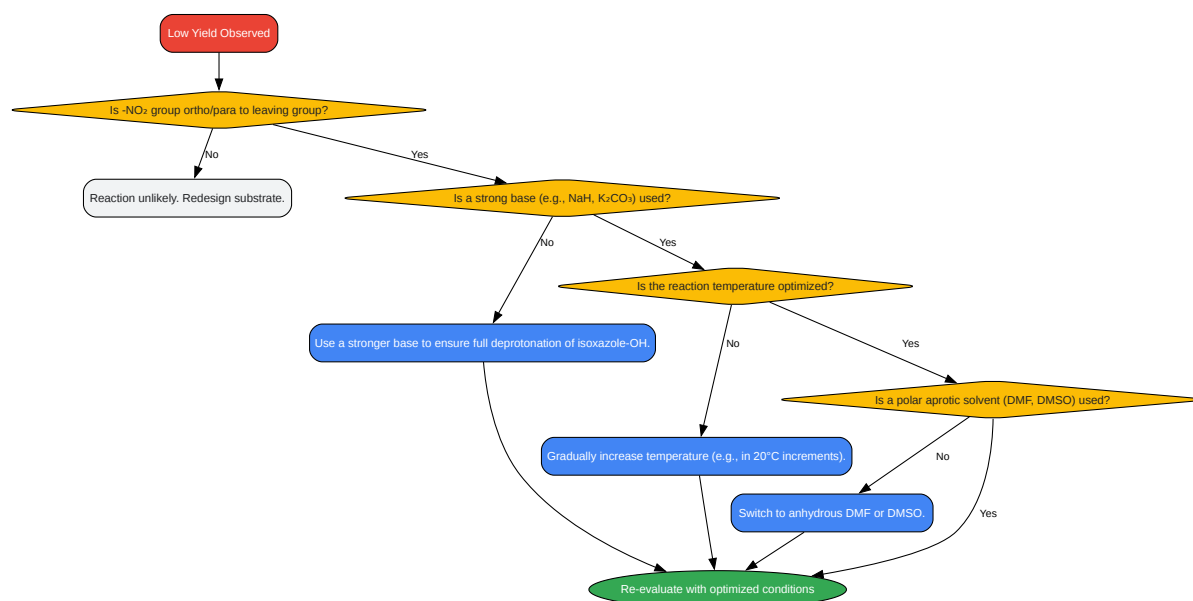 Low Yield Observed
Is -NO₂ group ortho/para to leaving group?
No
Yes
Reaction unlikely. Redesign substrate.
Is a strong base (e.g., NaH, K₂CO₃) used?
No
Yes
Is the reaction temperature optimized?
Use a stronger base to ensure full deprotonation of isoxazole-OH.
No
Yes
Is a polar aprotic solvent (DMF, DMSO) used?
Gradually increase temperature (e.g., in 20°C increments).
No
Switch to anhydrous DMF or DMSO.
Yes
Re-evaluate with optimized conditions